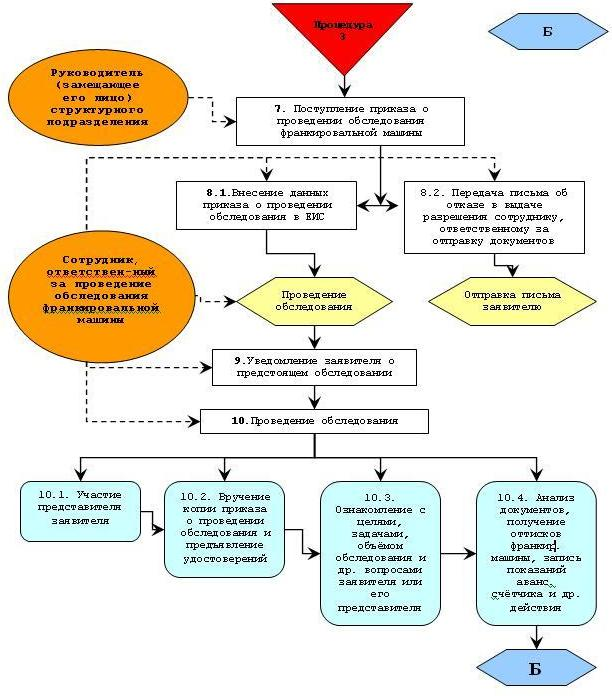 Процедура
3
Б
Руководитель
(замещающее
его лицо)
структурного
подразделения
7. Поступление приказа о
проведении обследования
франкировальной машины
8.1.Внесение данных
приказа о проведении
обследования в ЕИС
8.2. Передача письма об
отказе в выдаче
разрешения сотруднику,
ответственному за
отправку документов
Сотрудник,
ответствен-ный
за проведение
обследования
франкировальной
машины
Проведение
обследования
Отправка письма
заявителю
9.Уведомление заявителя о
предстоящем обследовании
10.Проведение обследования
10.1. Участие
представителя
заявителя
10.2. Вручение
копии приказа
о проведении
обследования и
предъявление
удостоверений
10.3.
Ознакомление с
целями,
задачами,
объёмом
обследования и
др. вопросами
заявителя или
его
представителя
10.4. Анализ
документов,
получение
оттисков
франкир.
машины, запись
показаний
аванс.
счётчика и др.
действия
Б